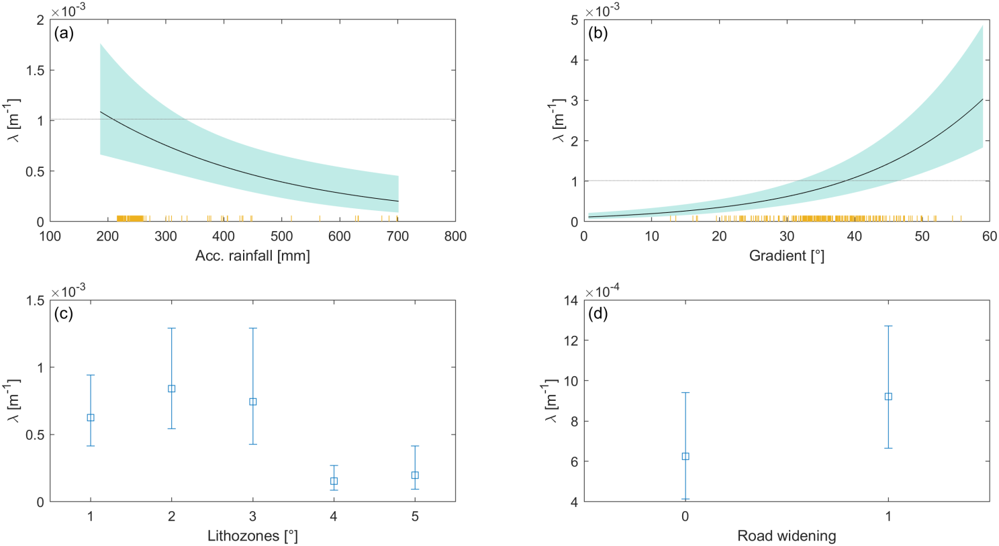 ×10-3
(a)
2
1.5
1
0.5
0
λ [m-1]
100 200 300 400 500 600 700 800
Acc. rainfall [mm]
×10-3
(b)
5
4
3
2
1
0
λ [m-1]
0 10 20 30 40 50 60
Gradient [°]
×10-3
(c)
1.5
1
0.5
0
λ [m-1]
1 2 3 4 5
Lithozones [°]
×10-4
(d)
14
12
10
8
6
4
λ [m-1]
0 1
Road widening